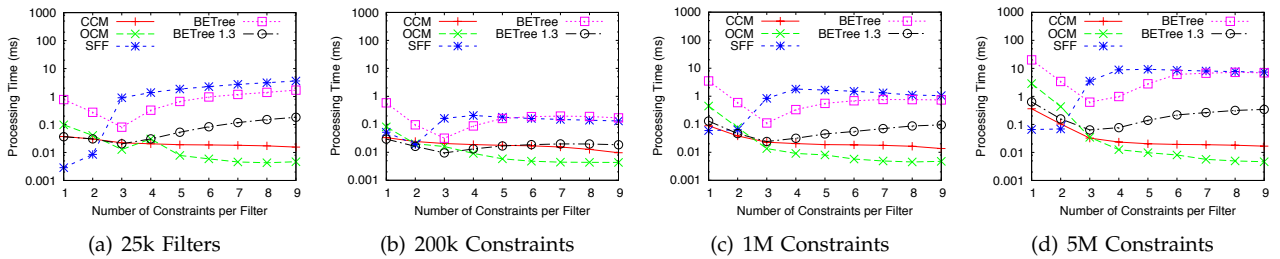 1000
100
10
1
0.1
0.01
0.001
Processing Time (ms)
CCM
OCM
SFF
BETree
BETree 1.3
1 2 3 4 5 6 7 8 9
Number of Constraints per Filter
(a) 25k Filters
1000
100
10
1
0.1
0.01
0.001
Processing Time (ms)
CCM
OCM
SFF
BETree
BETree 1.3
1 2 3 4 5 6 7 8 9
Number of Constraints per Filter
(b) 200k Constraints
1000
100
10
1
0.1
0.01
0.001
Processing Time (ms)
CCM
OCM
SFF
BETree
BETree 1.3
1 2 3 4 5 6 7 8 9
Number of Constraints per Filter
(c) 1M Constraints
1000
100
10
1
0.1
0.01
0.001
Processing Time (ms)
CCM
OCM
SFF
BETree
BETree 1.3
1 2 3 4 5 6 7 8 9
Number of Constraints per Filter
(d) 5M Constraints